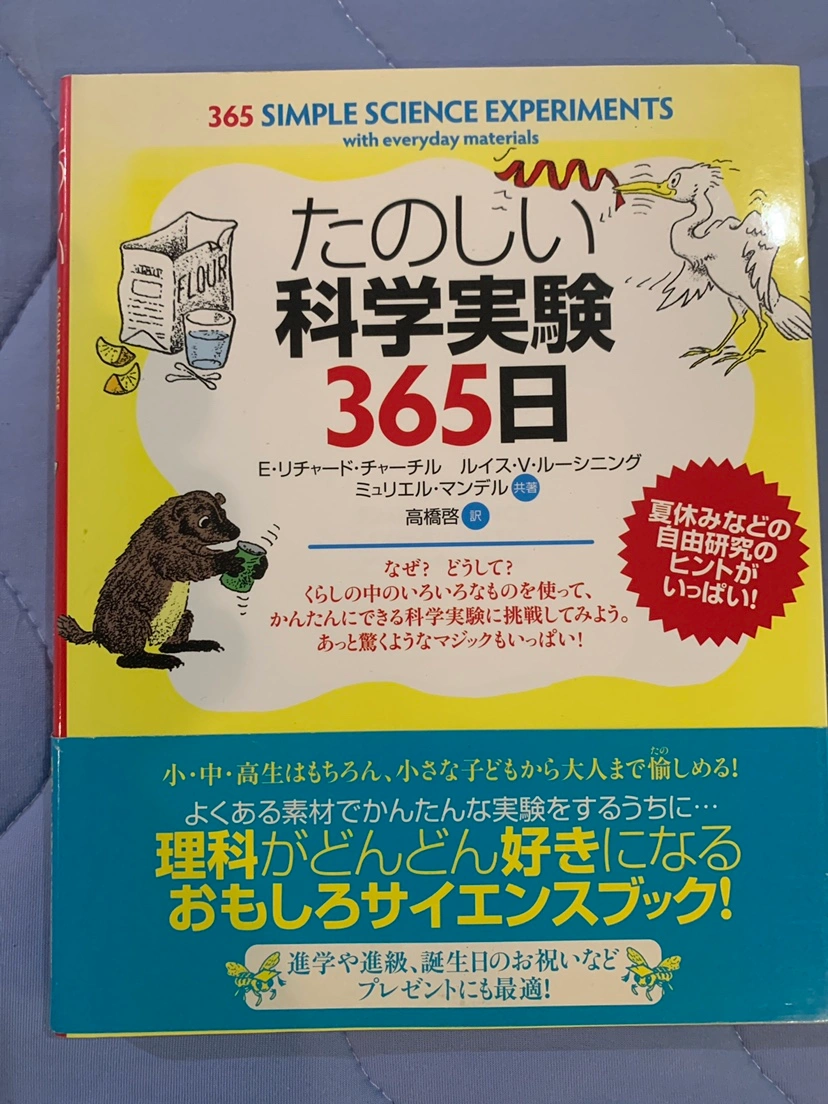 365 SIMPLE SCIENCE EXPERIMENTS
with everyday materials
たのしい
科学実験
365日
FLOUR
E・リチャード・チャーチル ルイス・V・ルーシニング
ミュリエル・マンデル 共著
高橋啓 訳
夏休みなどの
自由研究の
ヒントが
いっぱい!
なぜ? どうして?
くらしの中のいろいろなものを使って、
かんたんにできる科学実験に挑戦してみよう。
あっと驚くようなマジックもいっぱい!
小・中・高生はもちろん、小さな子どもから大人まで愉しめる!
たの
よくある素材でかんたんな実験をするうちに…
理科がどんどん好きになる
おもしろサイエンスブック!
進学や進級、誕生日のお祝いなど
プレゼントにも最適!